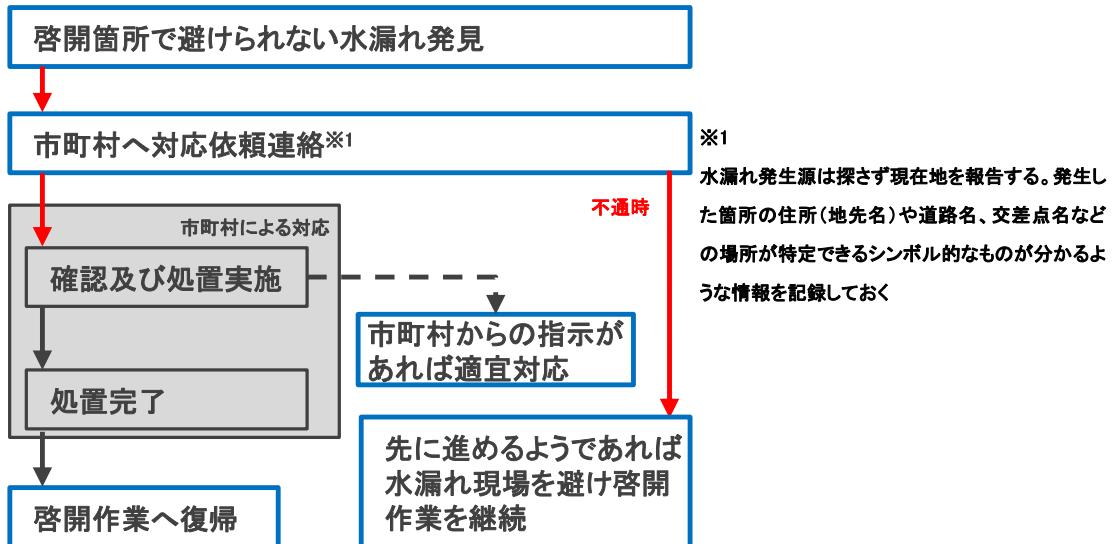 啓開箇所で避けられない水漏れ発見
市町村へ対応依頼連絡※1
※1
水漏れ発生源は探さず現在地を報告する。発生し
た箇所の住所（地先名）や道路名、交差点名など
の場所が特定できるシンボル的なものが分かるよ
うな情報を記録しておく
不通時
市町村による対応
確認及び処置実施
市町村からの指示が
あれば適宜対応
処置完了
先に進めるようであれば
水漏れ現場を避け啓開
作業を継続
啓開作業へ復帰